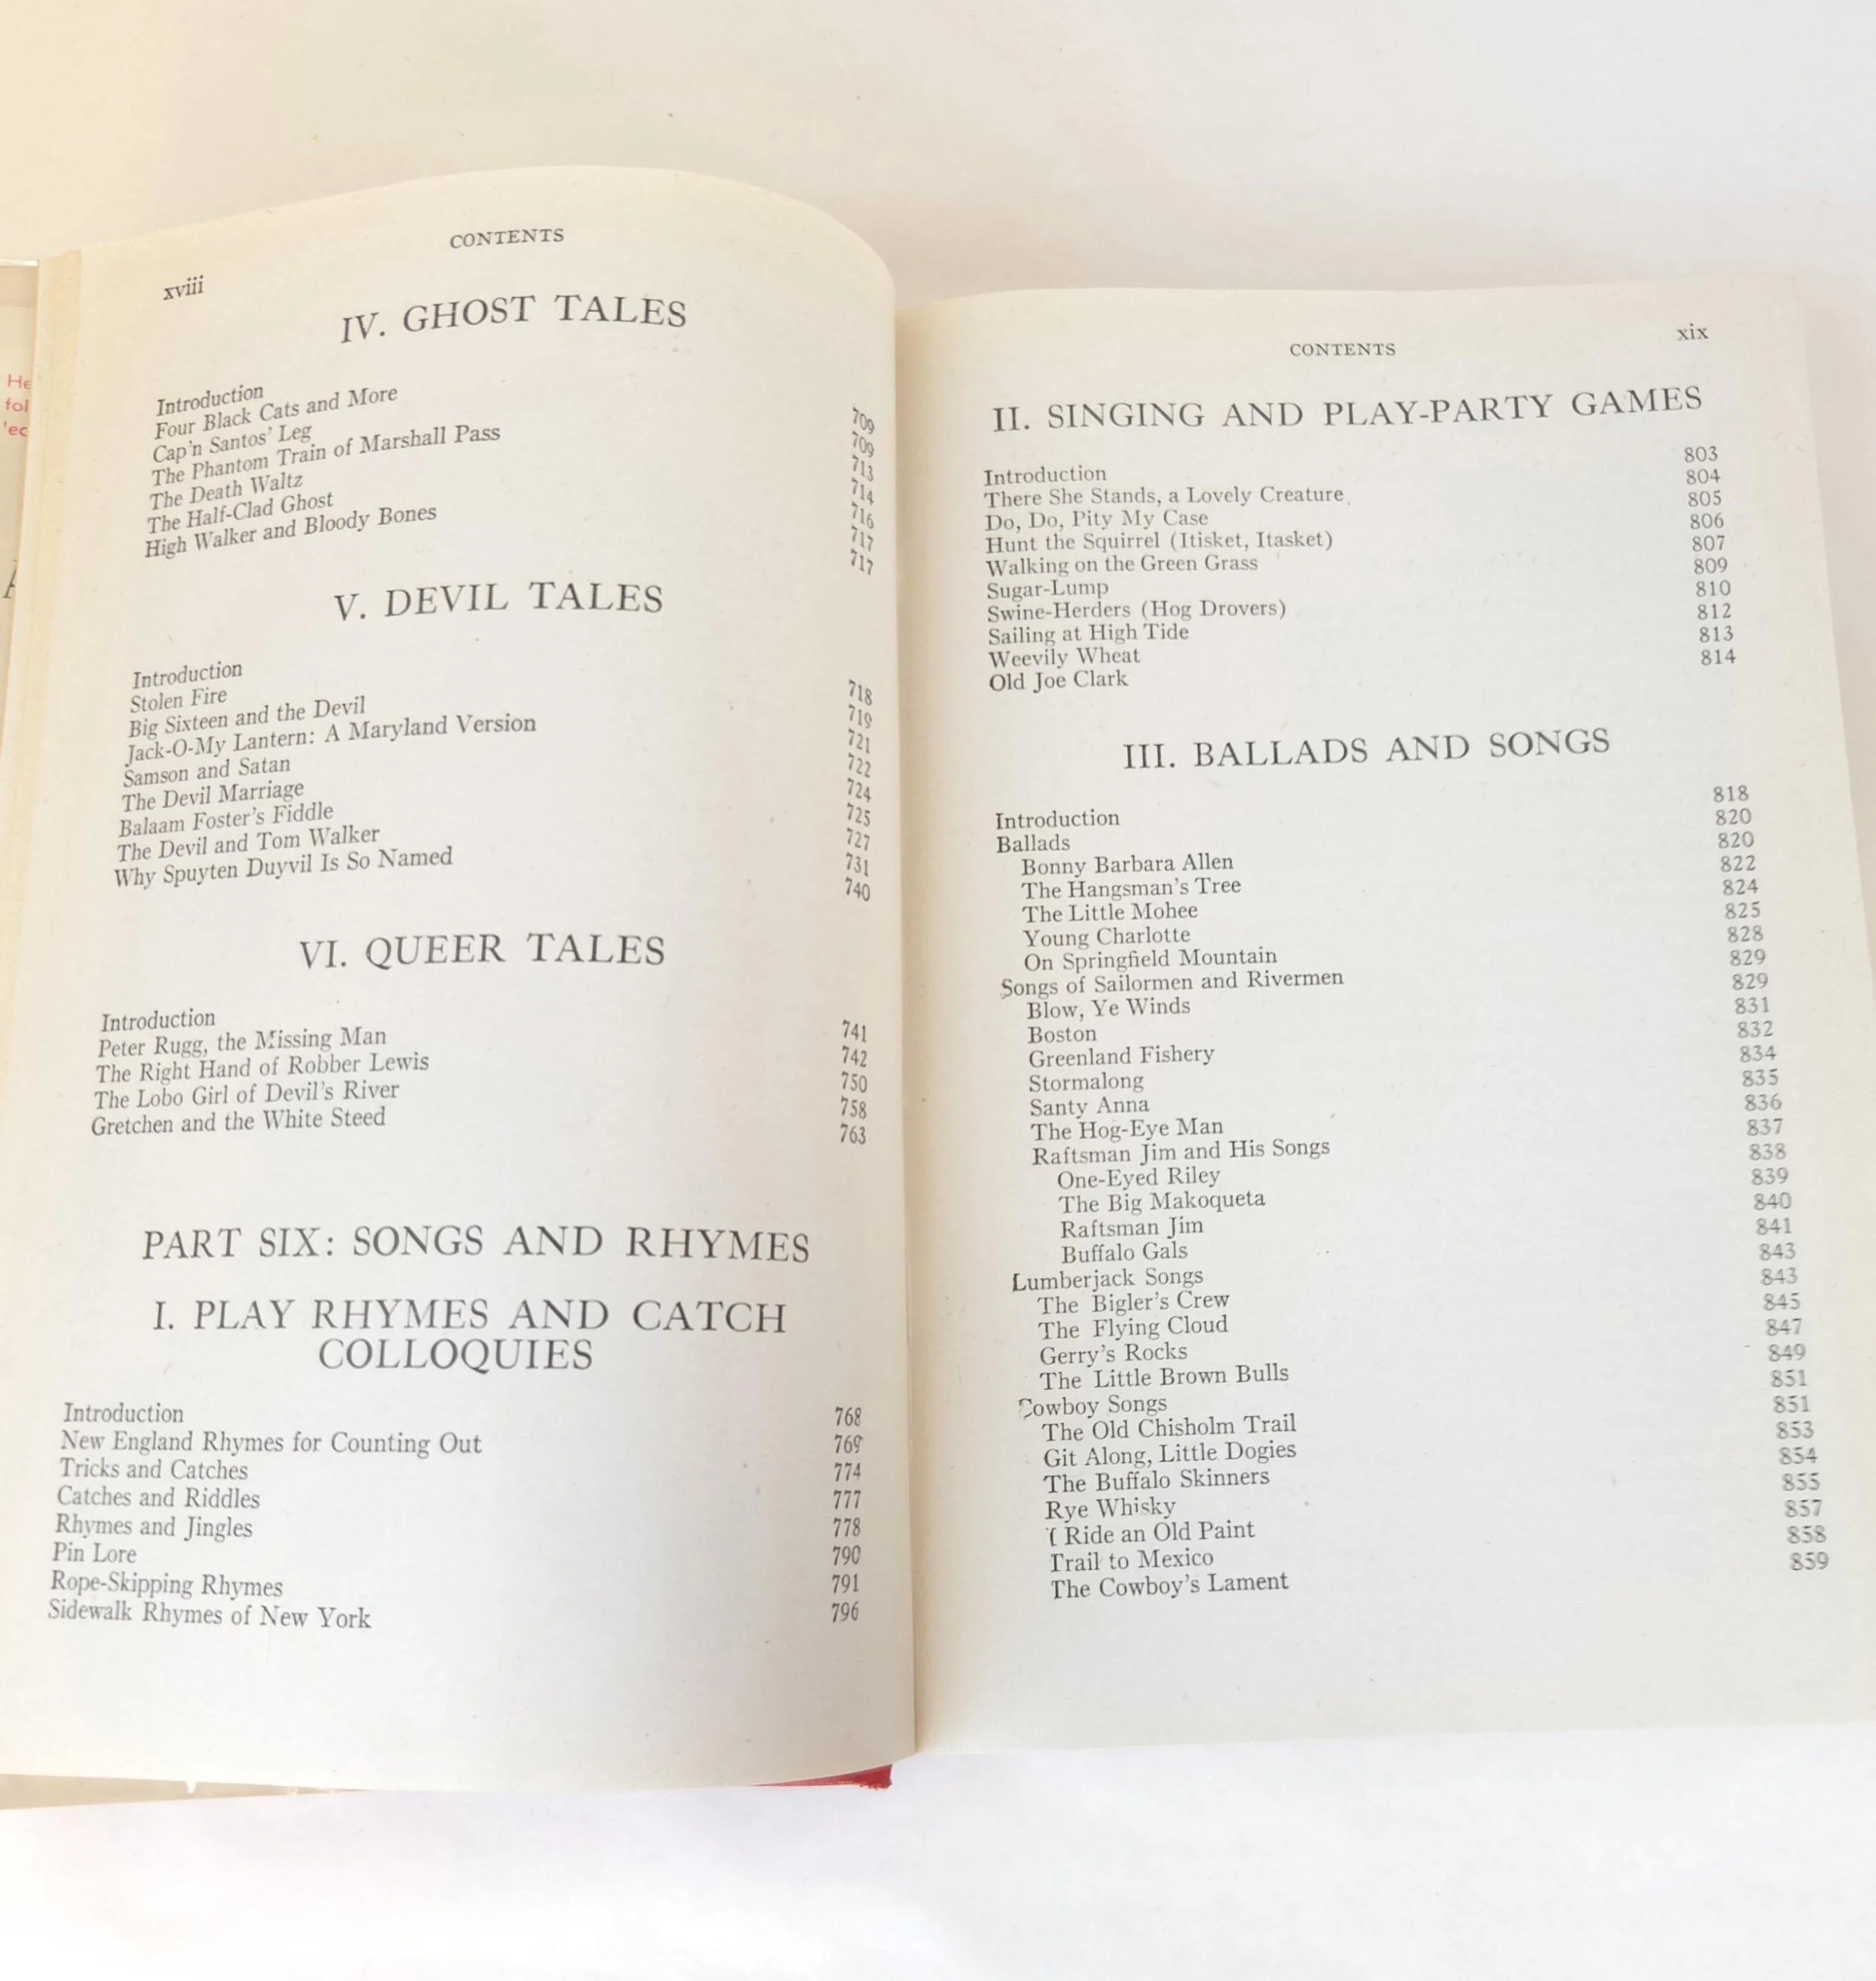 He
fol
'ec
CONTENTS
xviii
IV. GHOST TALES
Introduction 709
Four Black Cats and More 709
Cap'n Santos' Leg 713
The Phantom Train of Marshall Pass 714
The Death Waltz 716
The Half-Clad Ghost 717
High Walker and Bloody Bones 717
V. DEVIL TALES
Introduction 718
Stolen Fire 719
Big Sixteen and the Devil 721
Jack-O-My Lantern: A Maryland Version 722
Samson and Satan 724
The Devil Marriage 725
Balaam Foster's Fiddle 727
The Devil and Tom Walker 731
Why Spuyten Duyvil Is So Named 740
VI. QUEER TALES
Introduction 741
Peter Rugg, the Missing Man 742
The Right Hand of Robber Lewis 750
The Lobo Girl of Devil's River 758
Gretchen and the White Steed 763
PART SIX: SONGS AND RHYMES
I. PLAY RHYMES AND CATCH
COLLOQUIES
Introduction 768
New England Rhymes for Counting Out 769
Tricks and Catches 774
Catches and Riddles 777
Rhymes and Jingles 778
Pin Lore 790
Rope-Skipping Rhymes 791
Sidewalk Rhymes of New York 796
CONTENTS xix
II. SINGING AND PLAY-PARTY GAMES
Introduction 803
There She Stands, a Lovely Creature 804
Do, Do, Pity My Case 805
Hunt the Squirrel (Itisket, Itasket) 806
Walking on the Green Grass 807
Sugar-Lump 809
Swine-Herders (Hog Drovers) 810
Sailing at High Tide 812
Weevily Wheat 813
Old Joe Clark 814
III. BALLADS AND SONGS
Introduction 818
Ballads 820
Bonny Barbara Allen 820
The Hangsman's Tree 822
The Little Mohee 824
Young Charlotte 825
On Springfield Mountain 828
Songs of Sailormen and Rivermen 829
Blow, Ye Winds 829
Boston 831
Greenland Fishery 832
Stormalong 834
Santy Anna 835
The Hog-Eye Man 836
Raftsman Jim and His Songs 837
One-Eyed Riley 838
The Big Makoqueta 839
Raftsman Jim 840
Buffalo Gals 841
Lumberjack Songs 843
The Bigler's Crew 843
The Flying Cloud 845
Gerry's Rocks 847
The Little Brown Bulls 849
Cowboy Songs 851
The Old Chisholm Trail 851
Git Along, Little Dogies 853
The Buffalo Skinners 854
Rye Whisky 855
I Ride an Old Paint 857
Trail to Mexico 858
The Cowboy's Lament 859